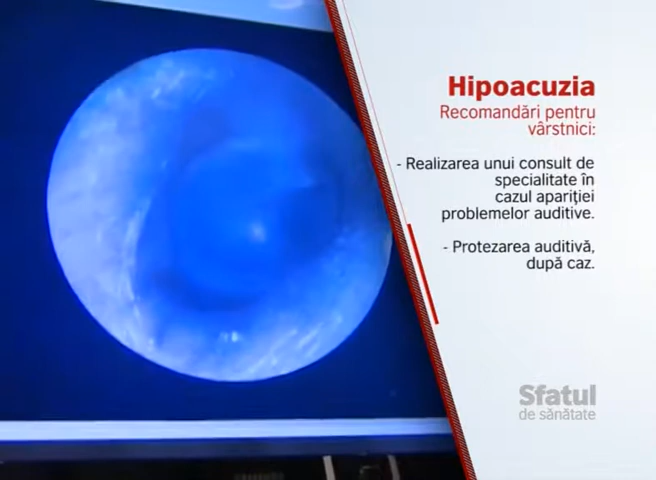 Hipoacuzia
Recomandări pentru
vârstnici:
- Realizarea unui consult de
specialitate în
cazul apariţiei
problemelor auditive.
- Protezarea auditivă,
după caz.
Sfatul
de sănătate